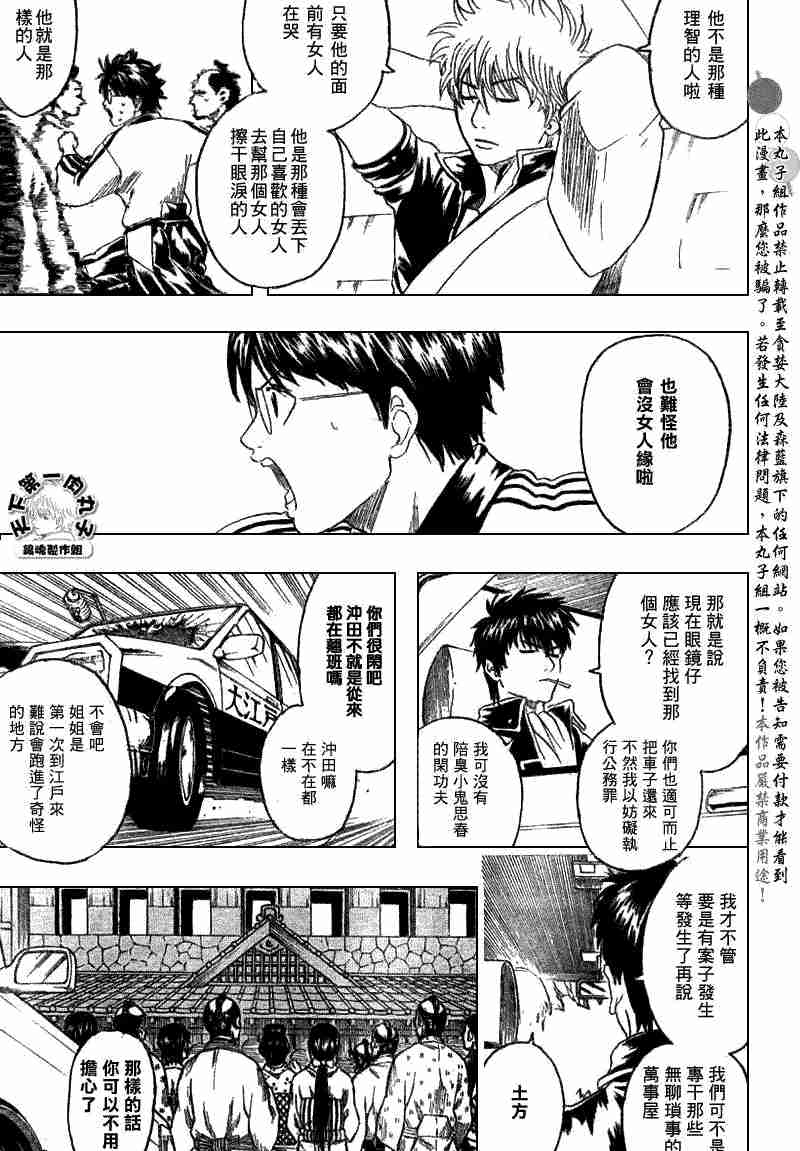 他不是那種
理智的人啦
只要他的面
前有女人
在哭
他是那種會丟下
自己喜歡的女人
去幫那個女人
擦干眼淚的人
他就是那
樣的人
也難怪他
會沒女人緣啦
天下第一肉丸子
銀魂製作組
那就是說
現在眼鏡仔
應該已經找到那
個女人？
你們也適可而止
把車子還來
不然我以妨礙執
行公務罪
我可沒有
陪臭小鬼思春
的閑功夫
你們很閑吧
沖田不就是從來
都在翹班嗎
沖田嘛
在不在都
一樣
大江戶
不會吧
姐姐是
第一次到江戶來
難說會跑進了奇怪
的地方
我才不管
要是有案子發生
等發生了再說
我們可不是
專干那些
無聊瑣事的
萬事屋
土方
那樣的話
你可以不用
擔心了
本丸子組作品禁止轉載至貪婪大陸及森藍旗下的任何網站。如果您被告知需要付款才能看到
此漫畫，那麼您被騙了。若發生任何法律問題，本丸子組一概不負責！本作品嚴禁商業用途！